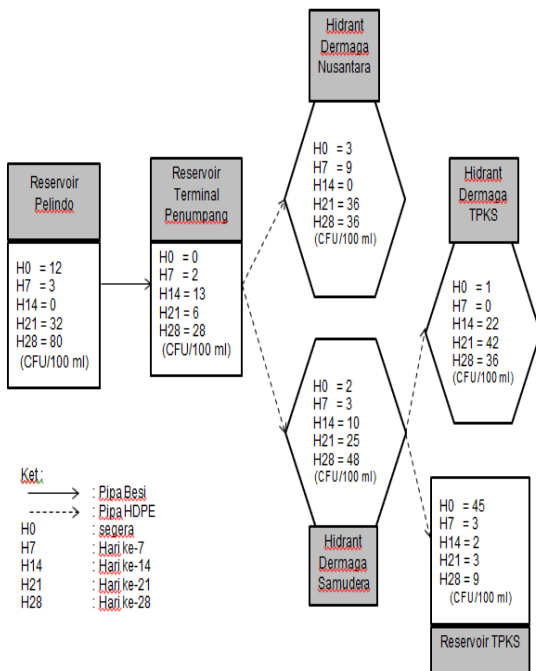 Reservoir
Pelindo
H0 = 12
H7 = 3
H14 = 0
H21 = 32
H28 = 80
(CFU/100 ml)
Reservoir
Terminal
Penumpang
H0 = 0
H7 = 2
H14 = 13
H21 = 6
H28 = 28
(CFU/100 ml)
Hidrant
Dermaga
Nusantara
H0 = 3
H7 = 9
H14 = 0
H21 = 36
H28 = 36
(CFU/100 ml)
H0 = 2
H7 = 3
H14 = 10
H21 = 25
H28 = 48
(CFU/100 ml)
Hidrant
Dermaga
Samudera
Hidrant
Dermaga
TPKS
H0 = 1
H7 = 0
H14 = 22
H21 = 42
H28 = 36
(CFU/100 ml)
H0 = 45
H7 = 3
H14 = 2
H21 = 3
H28 = 9
(CFU/100 ml)
Reservoir TPKS
Ket.:
: Pipa Besi
: Pipa HDPE
H0 : segera
H7 : Hari ke-7
H14 : Hari ke-14
H21 : Hari ke-21
H28 : Hari ke-28